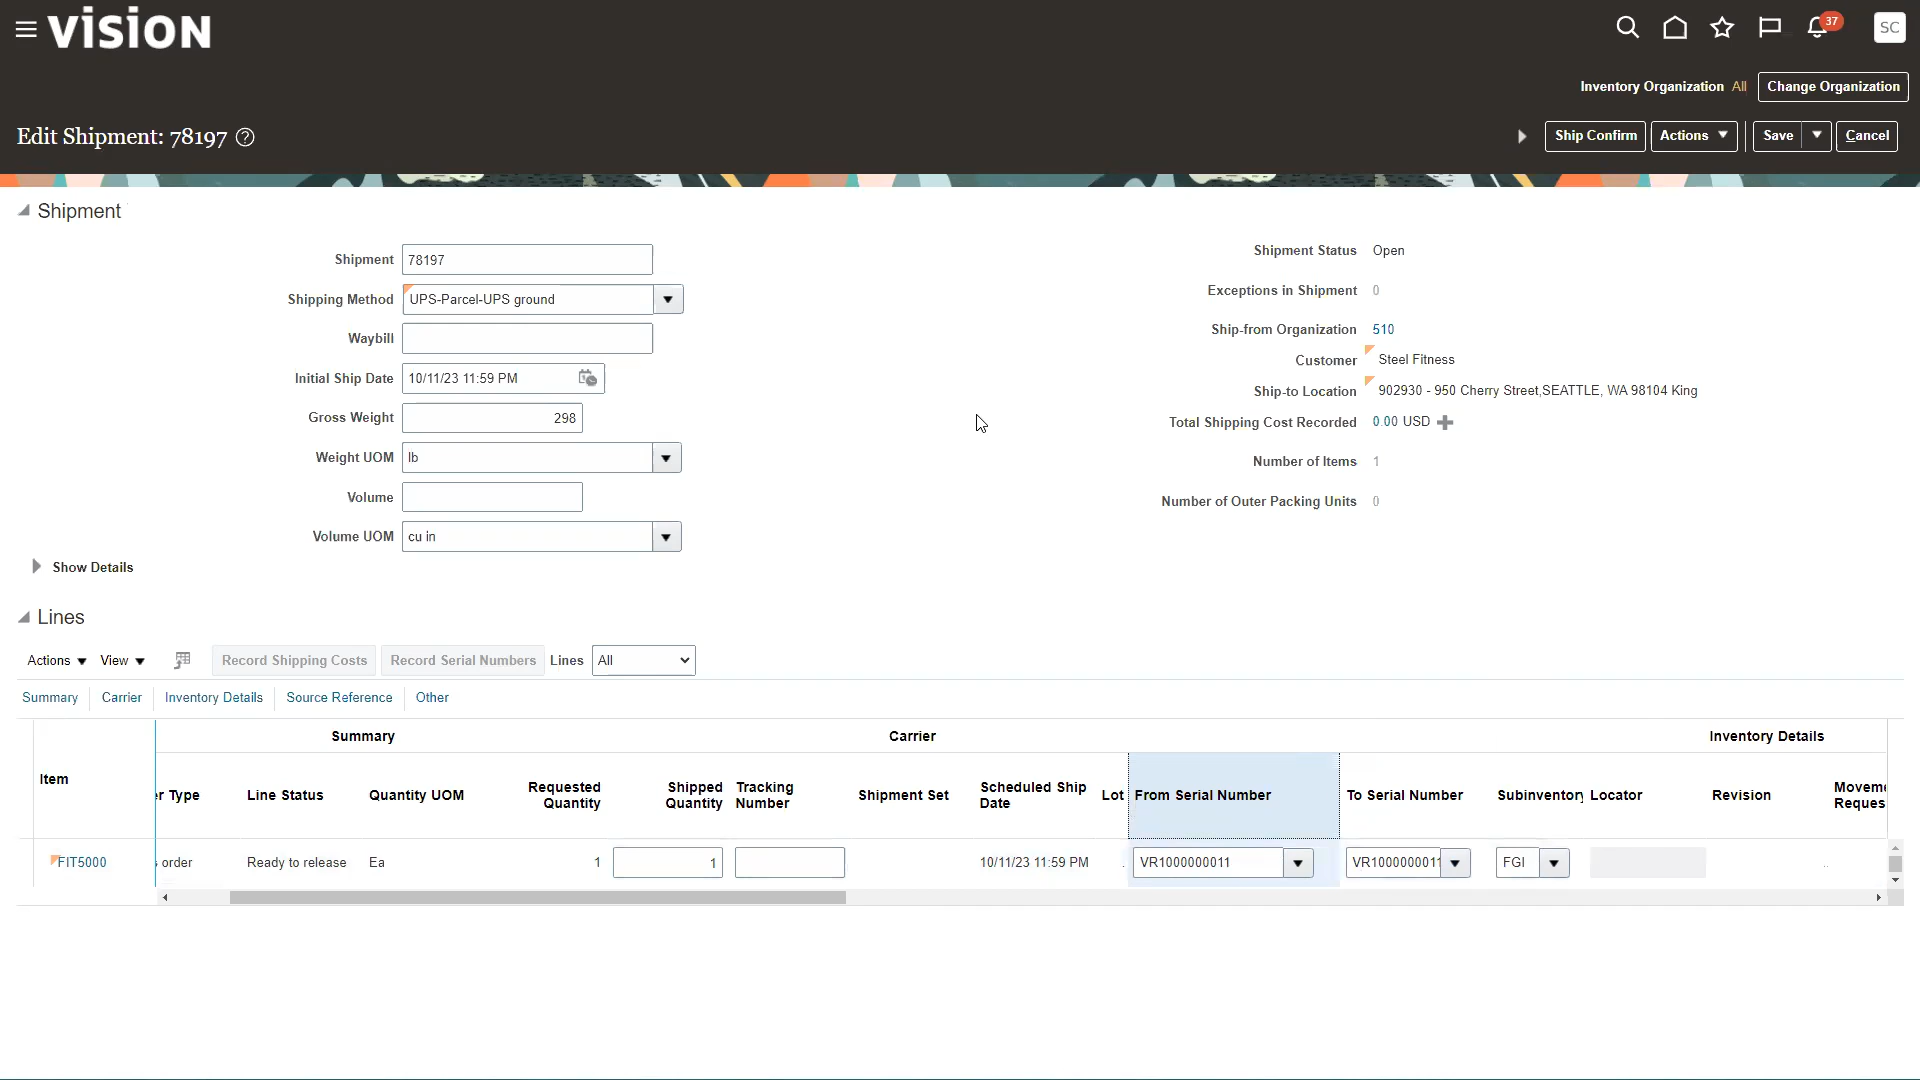 VISION
37
SC
Inventory Organization All Change Organization
Edit Shipment: 78197
Ship Confirm Actions Save Cancel
Shipment
Shipment 78197
Shipping Method UPS-Parcel-UPS ground
Waybill
Initial Ship Date 10/11/23 11:59 PM
Gross Weight 298
Weight UOM lb
Volume
Volume UOM cu in
Shipment Status Open
Exceptions in Shipment 0
Ship-from Organization 510
Customer Steel Fitness
Ship-to Location 902930 - 950 Cherry Street,SEATTLE, WA 98104 King
Total Shipping Cost Recorded 0.00 USD
Number of Items 1
Number of Outer Packing Units 0
Show Details
Lines
Actions View Record Shipping Costs Record Serial Numbers Lines All
Summary Carrier Inventory Details Source Reference Other
Summary Carrier Inventory Details
Item er Type Line Status Quantity UOM Requested Quantity Shipped Quantity Tracking Number Shipment Set Scheduled Ship Date Lot From Serial Number To Serial Number Subinventory Locator Revision Movem Reques
FIT5000 order Ready to release Ea 1 1 10/11/23 11:59 PM VR1000000011 VR1000000011 FGI